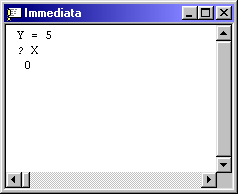 Immediata
Y = 5
? X
0